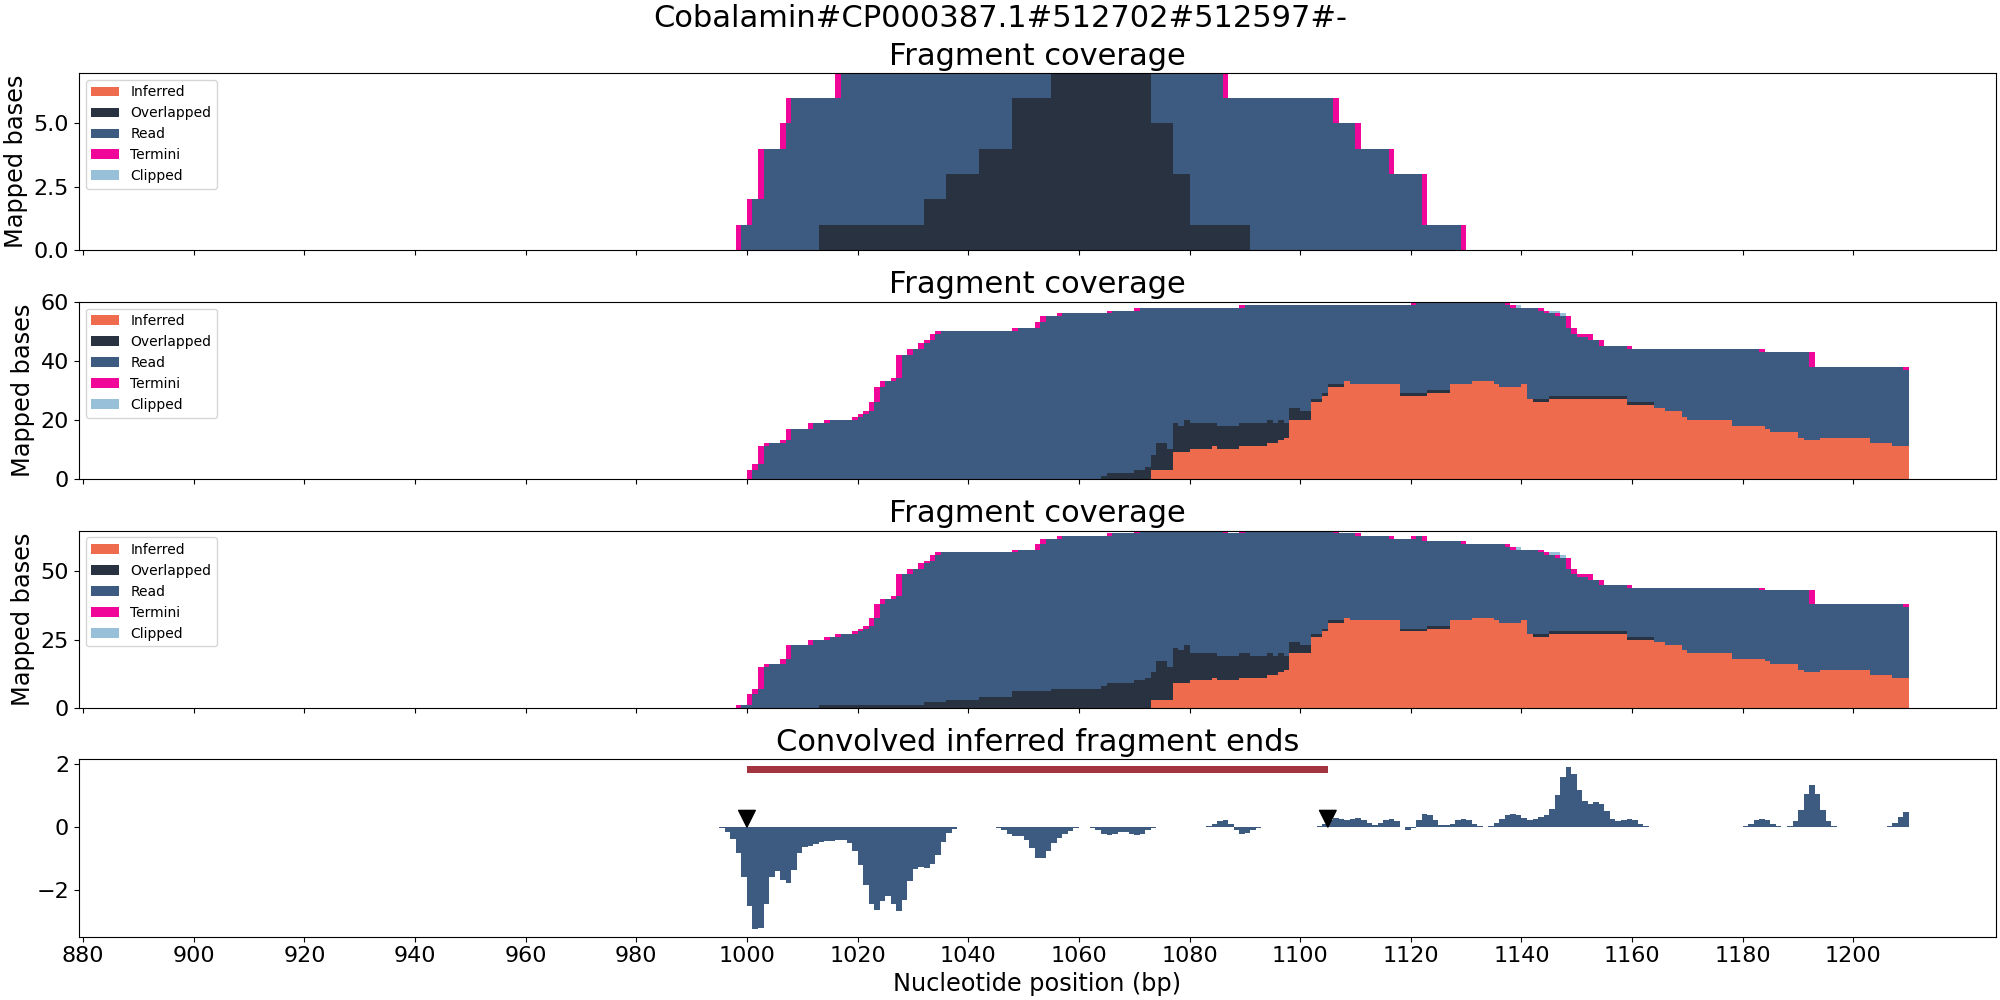 Cobalamin#CP000387.1#512702#512597#-
Fragment coverage
Mapped bases
5.0
2.5
0.0
Inferred
Overlapped
Read
Termini
Clipped
Fragment coverage
Mapped bases
60
40
20
0
Inferred
Overlapped
Read
Termini
Clipped
Fragment coverage
Mapped bases
50
25
0
Inferred
Overlapped
Read
Termini
Clipped
Convolved inferred fragment ends
2
0
−2
880 900 920 940 960 980 1000 1020 1040 1060 1080 1100 1120 1140 1160 1180 1200
Nucleotide position (bp)